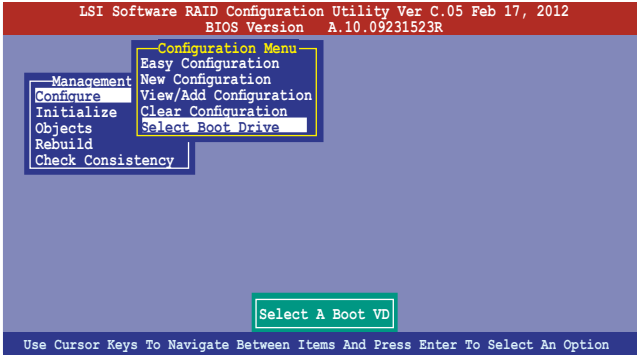 LSI Software RAID Configuration Utility Ver C.05 Feb 17, 2012
BIOS Version A.10.09231523R
Management
Configure
Initialize
Objects
Rebuild
Check Consistency
Configuration Menu
Easy Configuration
New Configuration
View/Add Configuration
Clear Configuration
Select Boot Drive
Select A Boot VD
Use Cursor Keys To Navigate Between Items And Press Enter To Select An Option